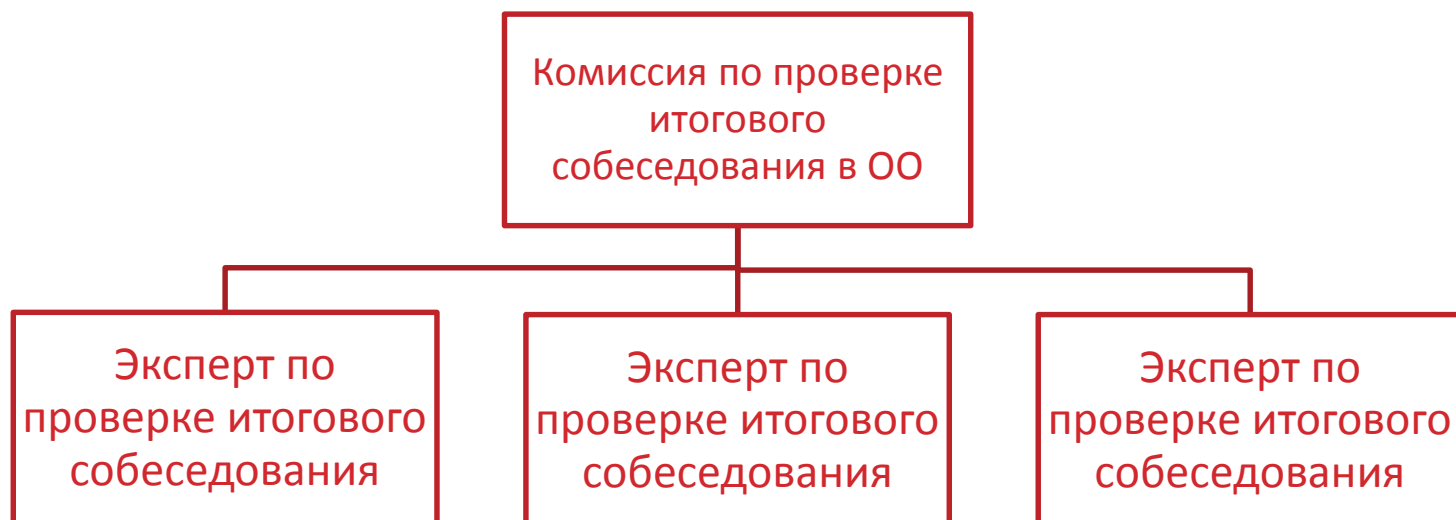 Комиссия по проверке
итогового
собеседования в ОО
Эксперт по
проверке итогового
собеседования
Эксперт по
проверке итогового
собеседования
Эксперт по
проверке итогового
собеседования